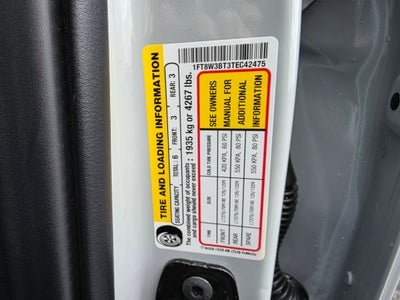 1FT8W3BT3TEC42475
TIRE AND LOADING INFORMATION
SEATING CAPACITY TOTAL: 6 FRONT: 3 REAR: 3
The combined weight of occupants
and cargo should never exceed : 1935 kg or 4267 lbs.
SEE OWNERS
MANUAL FOR
ADDITIONAL
INFORMATION
TIRE COLD TIRE PRESSURE
FRONT 420 KPA, 60 PSI
REAR 550 KPA, 80 PSI
SPARE 550 KPA, 80 PSI